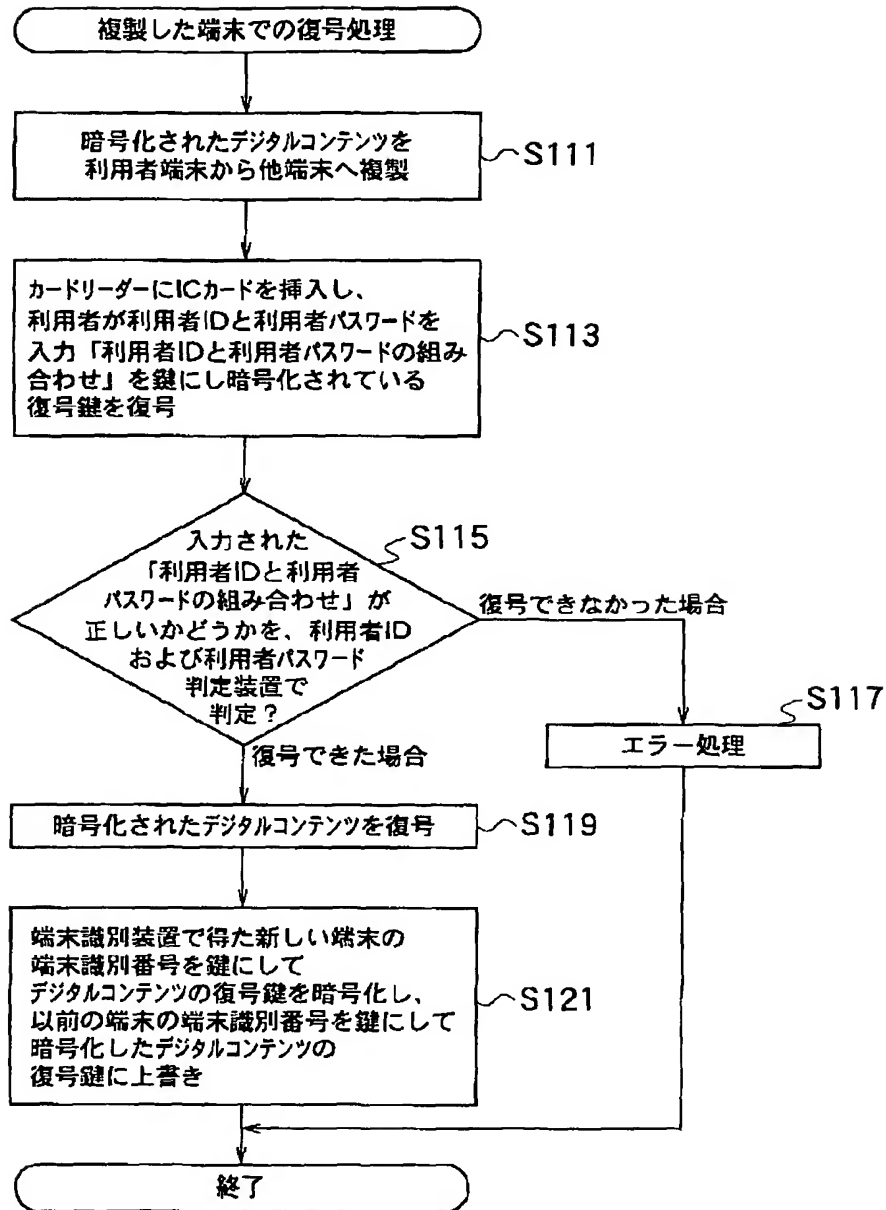 複製した端末での復号処理
暗号化されたデジタルコンテンツを
利用者端末から他端末へ複製
S111
カードリーダーにICカードを挿入し、
利用者が利用者IDと利用者パスワードを
入力「利用者IDと利用者パスワードの組み
合わせ」を鍵にし暗号化されている
復号鍵を復号
S113
入力された
「利用者IDと利用者
パスワードの組み合わせ」が
正しいかどうかを、利用者ID
および利用者パスワード
判定装置で
判定？
S115
復号できなかった場合
S117
エラー処理
復号できた場合
暗号化されたデジタルコンテンツを復号
S119
端末識別装置で得た新しい端末の
端末識別番号を鍵にして
デジタルコンテンツの復号鍵を暗号化し、
以前の端末の端末識別番号を鍵にして
暗号化したデジタルコンテンツの
復号鍵に上書き
S121
終了